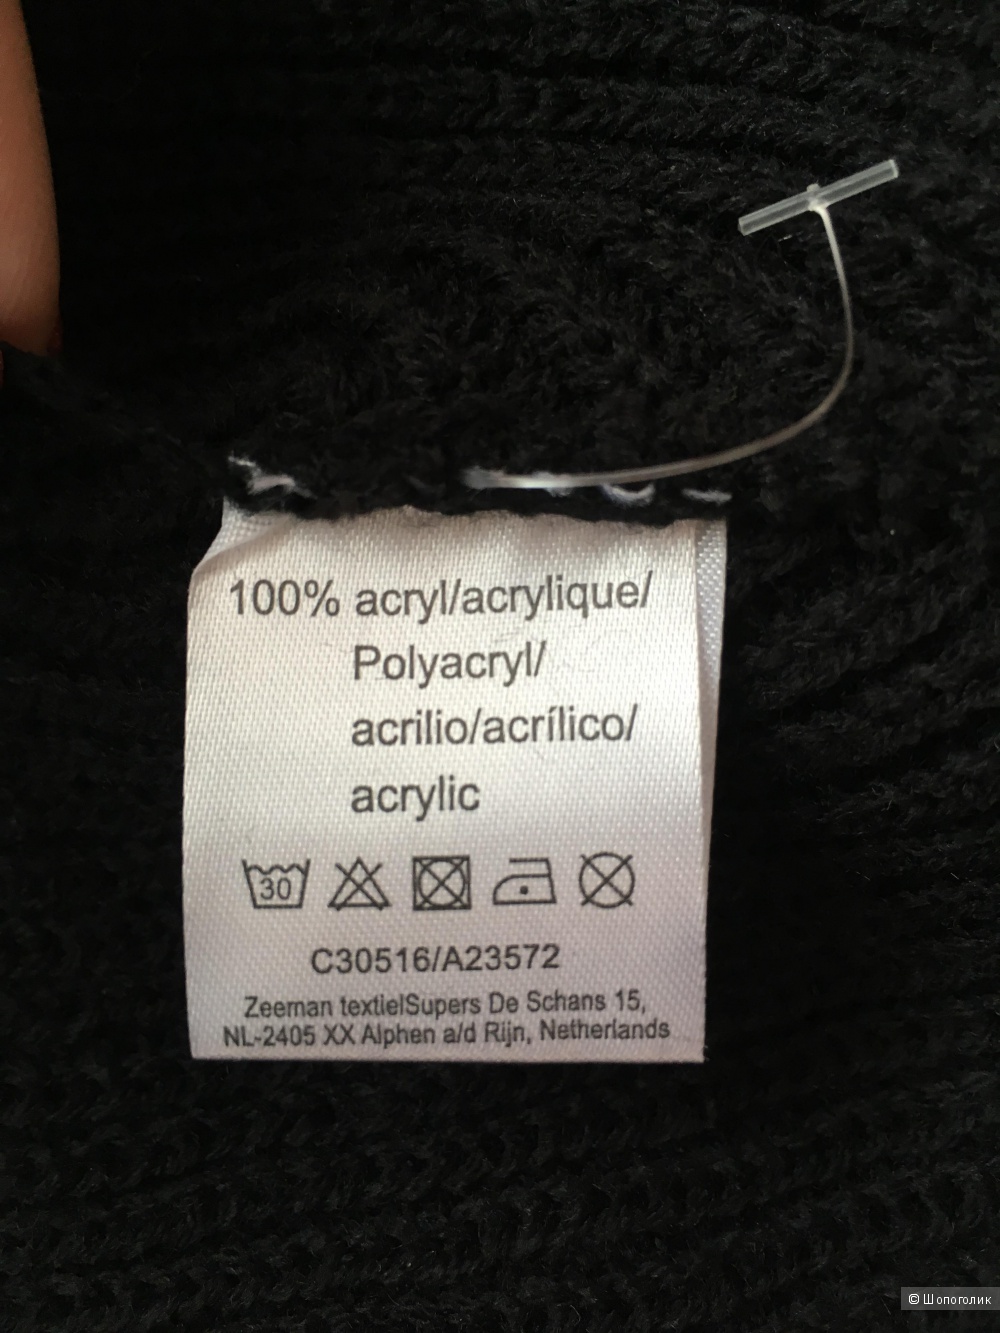 100% acryl/acrylique/
Polyacryl/
acrilio/acrílico/
acrylic
30
C30516/A23572
Zeeman textielSupers De Schans 15,
NL-2405 XX Alphen a/d Rijn, Netherlands
© Шопоголик